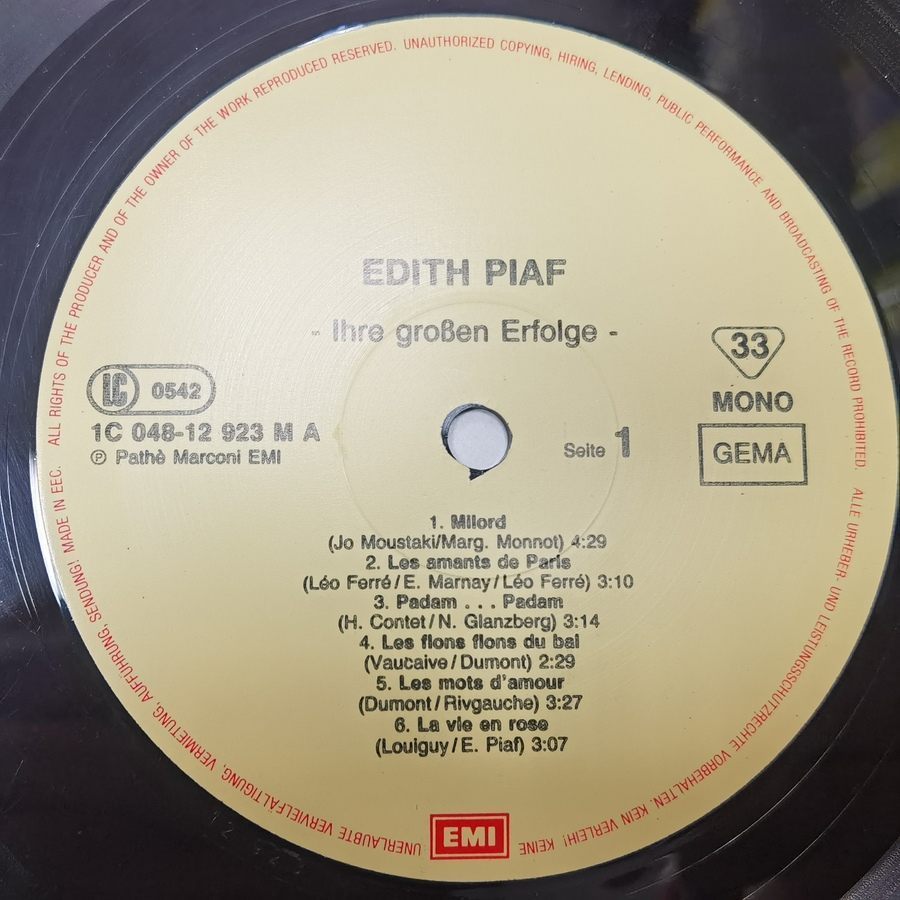 ALL RIGHTS OF THE PRODUCER AND OF THE OWNER OF THE WORK REPRODUCED RESERVED. UNAUTHORIZED COPYING, HIRING, LENDING, PUBLIC PERFORMANCE AND BROADCASTING OF THE RECORD PROHIBITED.
ALLE URHEBER- UND LEISTUNGSSCHUTZRECHTE VORBEHALTEN. KEIN VERLEIH! KEINE UNERLAUBTE VERVIELFÄLTIGUNG, VERMIETUNG, AUFFÜHRUNG, SENDUNG! MADE IN EEC.
EDITH PIAF
- Ihre großen Erfolge -
LC 0542
1C 048-12 923 M A
℗ Pathè Marconi EMI
33
MONO
GEMA
Seite 1
1. Milord
(Jo Moustaki/Marg. Monnot) 4:29
2. Les amants de Paris
(Léo Ferré/E. Marnay/Léo Ferré) 3:10
3. Padam . . . Padam
(H. Contet/N. Glanzberg) 3:14
4. Les flons flons du bal
(Vaucaive/Dumont) 2:29
5. Les mots d'amour
(Dumont/Rivgauche) 3:27
6. La vie en rose
(Louiguy/E. Piaf) 3:07
EMI